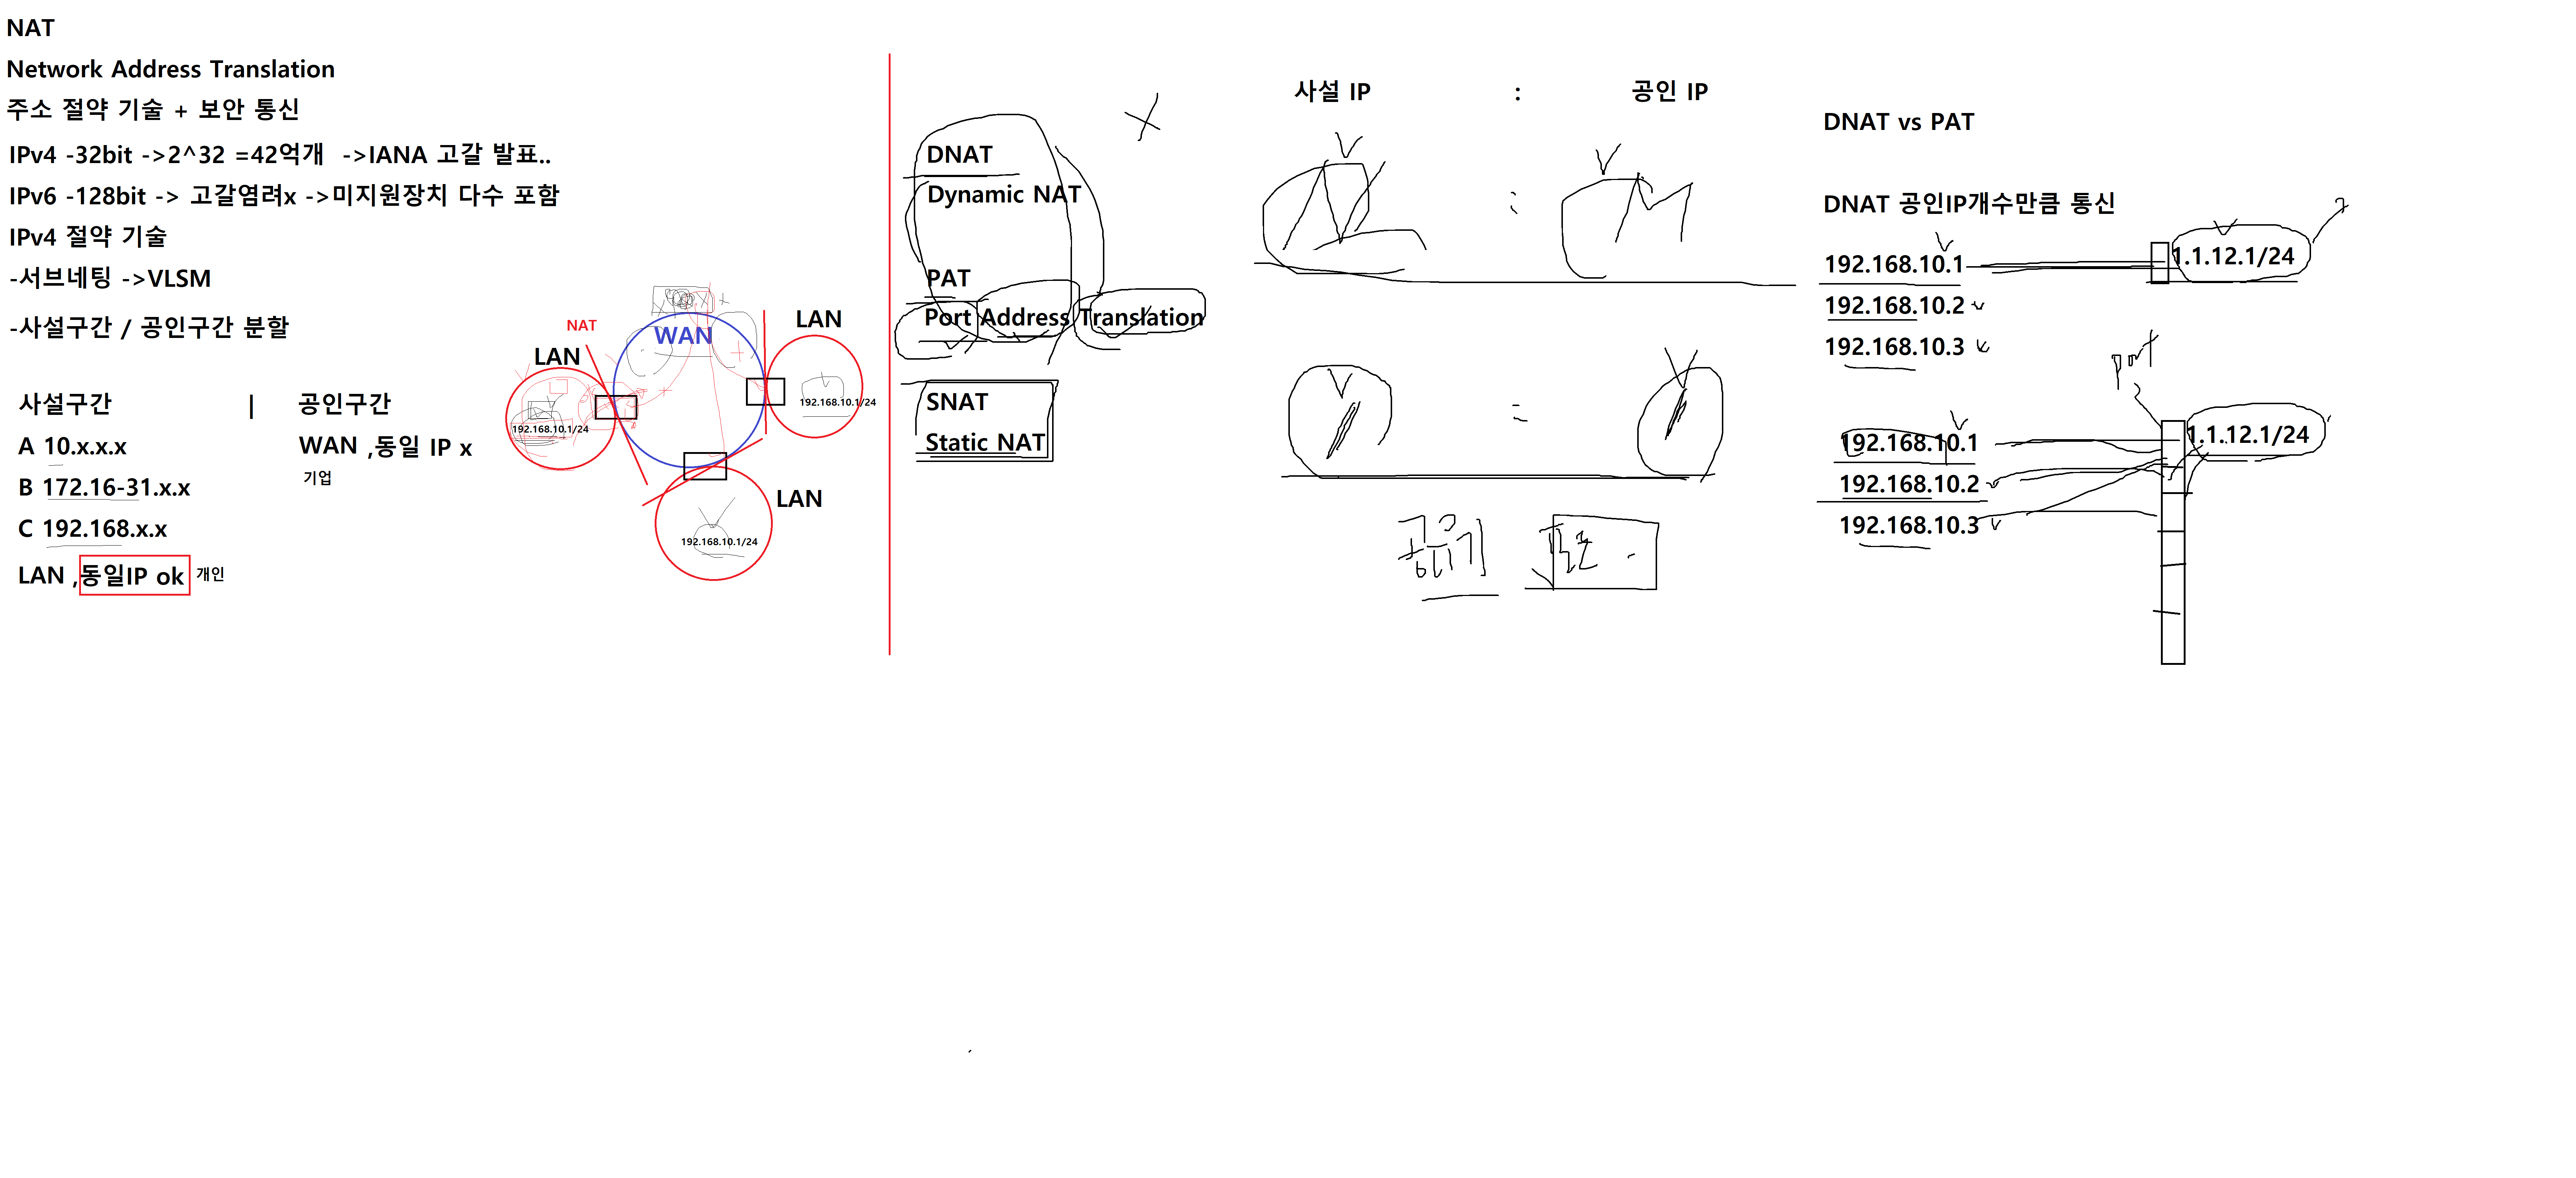 NAT
Network Address Translation
주소 절약 기술 + 보안 통신
IPv4 -32bit ->2^32 =42억개 ->IANA 고갈 발표..
IPv6 -128bit -> 고갈염려x ->미지원장치 다수 포함
IPv4 절약 기술
-서브네팅 ->VLSM
-사설구간 / 공인구간 분할
사설구간 | 공인구간
A 10.x.x.x
WAN ,동일 IP x
기업
B 172.16-31.x.x
C 192.168.x.x
LAN ,동일IP ok 개인
NAT
WAN
LAN
LAN
192.168.10.1/24
192.168.10.1/24
LAN
192.168.10.1/24
DNAT
Dynamic NAT
PAT
Port Address Translation
SNAT
Static NAT
사설 IP : 공인 IP
N : M
1 = 1
DNAT vs PAT
DNAT 공인IP개수만큼 통신
192.168.10.1
1.1.12.1/24
192.168.10.2
192.168.10.3
port
192.168.10.1
1.1.12.1/24
192.168.10.2
192.168.10.3